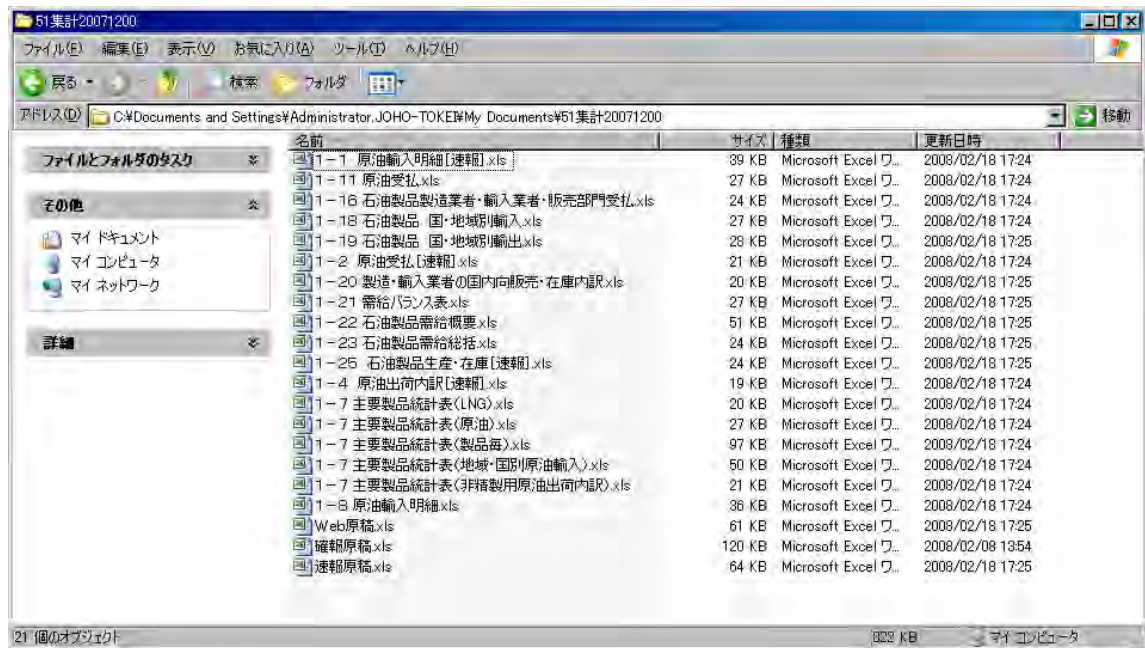 51集計20071200
ファイル(F) 編集(E) 表示(V) お気に入り(A) ツール(T) ヘルプ(H)
戻る 検索 フォルダ
アドレス(D) C:¥Documents and Settings¥Administrator.JOHO-TOKEI¥My Documents¥51集計20071200 移動
ファイルとフォルダのタスク
その他
マイ ドキュメント
マイ コンピュータ
マイ ネットワーク
詳細
名前 サイズ 種類 更新日時
1－1 原油輸入明細[速報].xls 39 KB Microsoft Excel ワ... 2008/02/18 17:24
1－11 原油受払.xls 27 KB Microsoft Excel ワ... 2008/02/18 17:24
1－16 石油製品製造業者・輸入業者・販売部門受払.xls 24 KB Microsoft Excel ワ... 2008/02/18 17:24
1－18 石油製品 国・地域別輸入.xls 27 KB Microsoft Excel ワ... 2008/02/18 17:24
1－19 石油製品 国・地域別輸出.xls 28 KB Microsoft Excel ワ... 2008/02/18 17:25
1－2 原油受払[速報].xls 21 KB Microsoft Excel ワ... 2008/02/18 17:24
1－20 製造・輸入業者の国内向販売・在庫内訳.xls 20 KB Microsoft Excel ワ... 2008/02/18 17:25
1－21 需給バランス表.xls 27 KB Microsoft Excel ワ... 2008/02/18 17:25
1－22 石油製品需給概要.xls 51 KB Microsoft Excel ワ... 2008/02/18 17:25
1－23 石油製品需給総括.xls 24 KB Microsoft Excel ワ... 2008/02/18 17:25
1－25 石油製品生産・在庫[速報].xls 24 KB Microsoft Excel ワ... 2008/02/18 17:25
1－4 原油出荷内訳[速報].xls 19 KB Microsoft Excel ワ... 2008/02/18 17:24
1－7 主要製品統計表(LNG).xls 20 KB Microsoft Excel ワ... 2008/02/18 17:24
1－7 主要製品統計表(原油).xls 27 KB Microsoft Excel ワ... 2008/02/18 17:24
1－7 主要製品統計表(製品毎).xls 97 KB Microsoft Excel ワ... 2008/02/18 17:24
1－7 主要製品統計表(地域・国別原油輸入).xls 50 KB Microsoft Excel ワ... 2008/02/18 17:24
1－7 主要製品統計表(非精製用原油出荷内訳).xls 21 KB Microsoft Excel ワ... 2008/02/18 17:24
1－8 原油輸入明細.xls 36 KB Microsoft Excel ワ... 2008/02/18 17:24
Web原稿.xls 61 KB Microsoft Excel ワ... 2008/02/18 17:25
確報原稿.xls 120 KB Microsoft Excel ワ... 2008/02/08 13:54
速報原稿.xls 64 KB Microsoft Excel ワ... 2008/02/18 17:25
21 個のオブジェクト 822 KB マイ コンピュータ